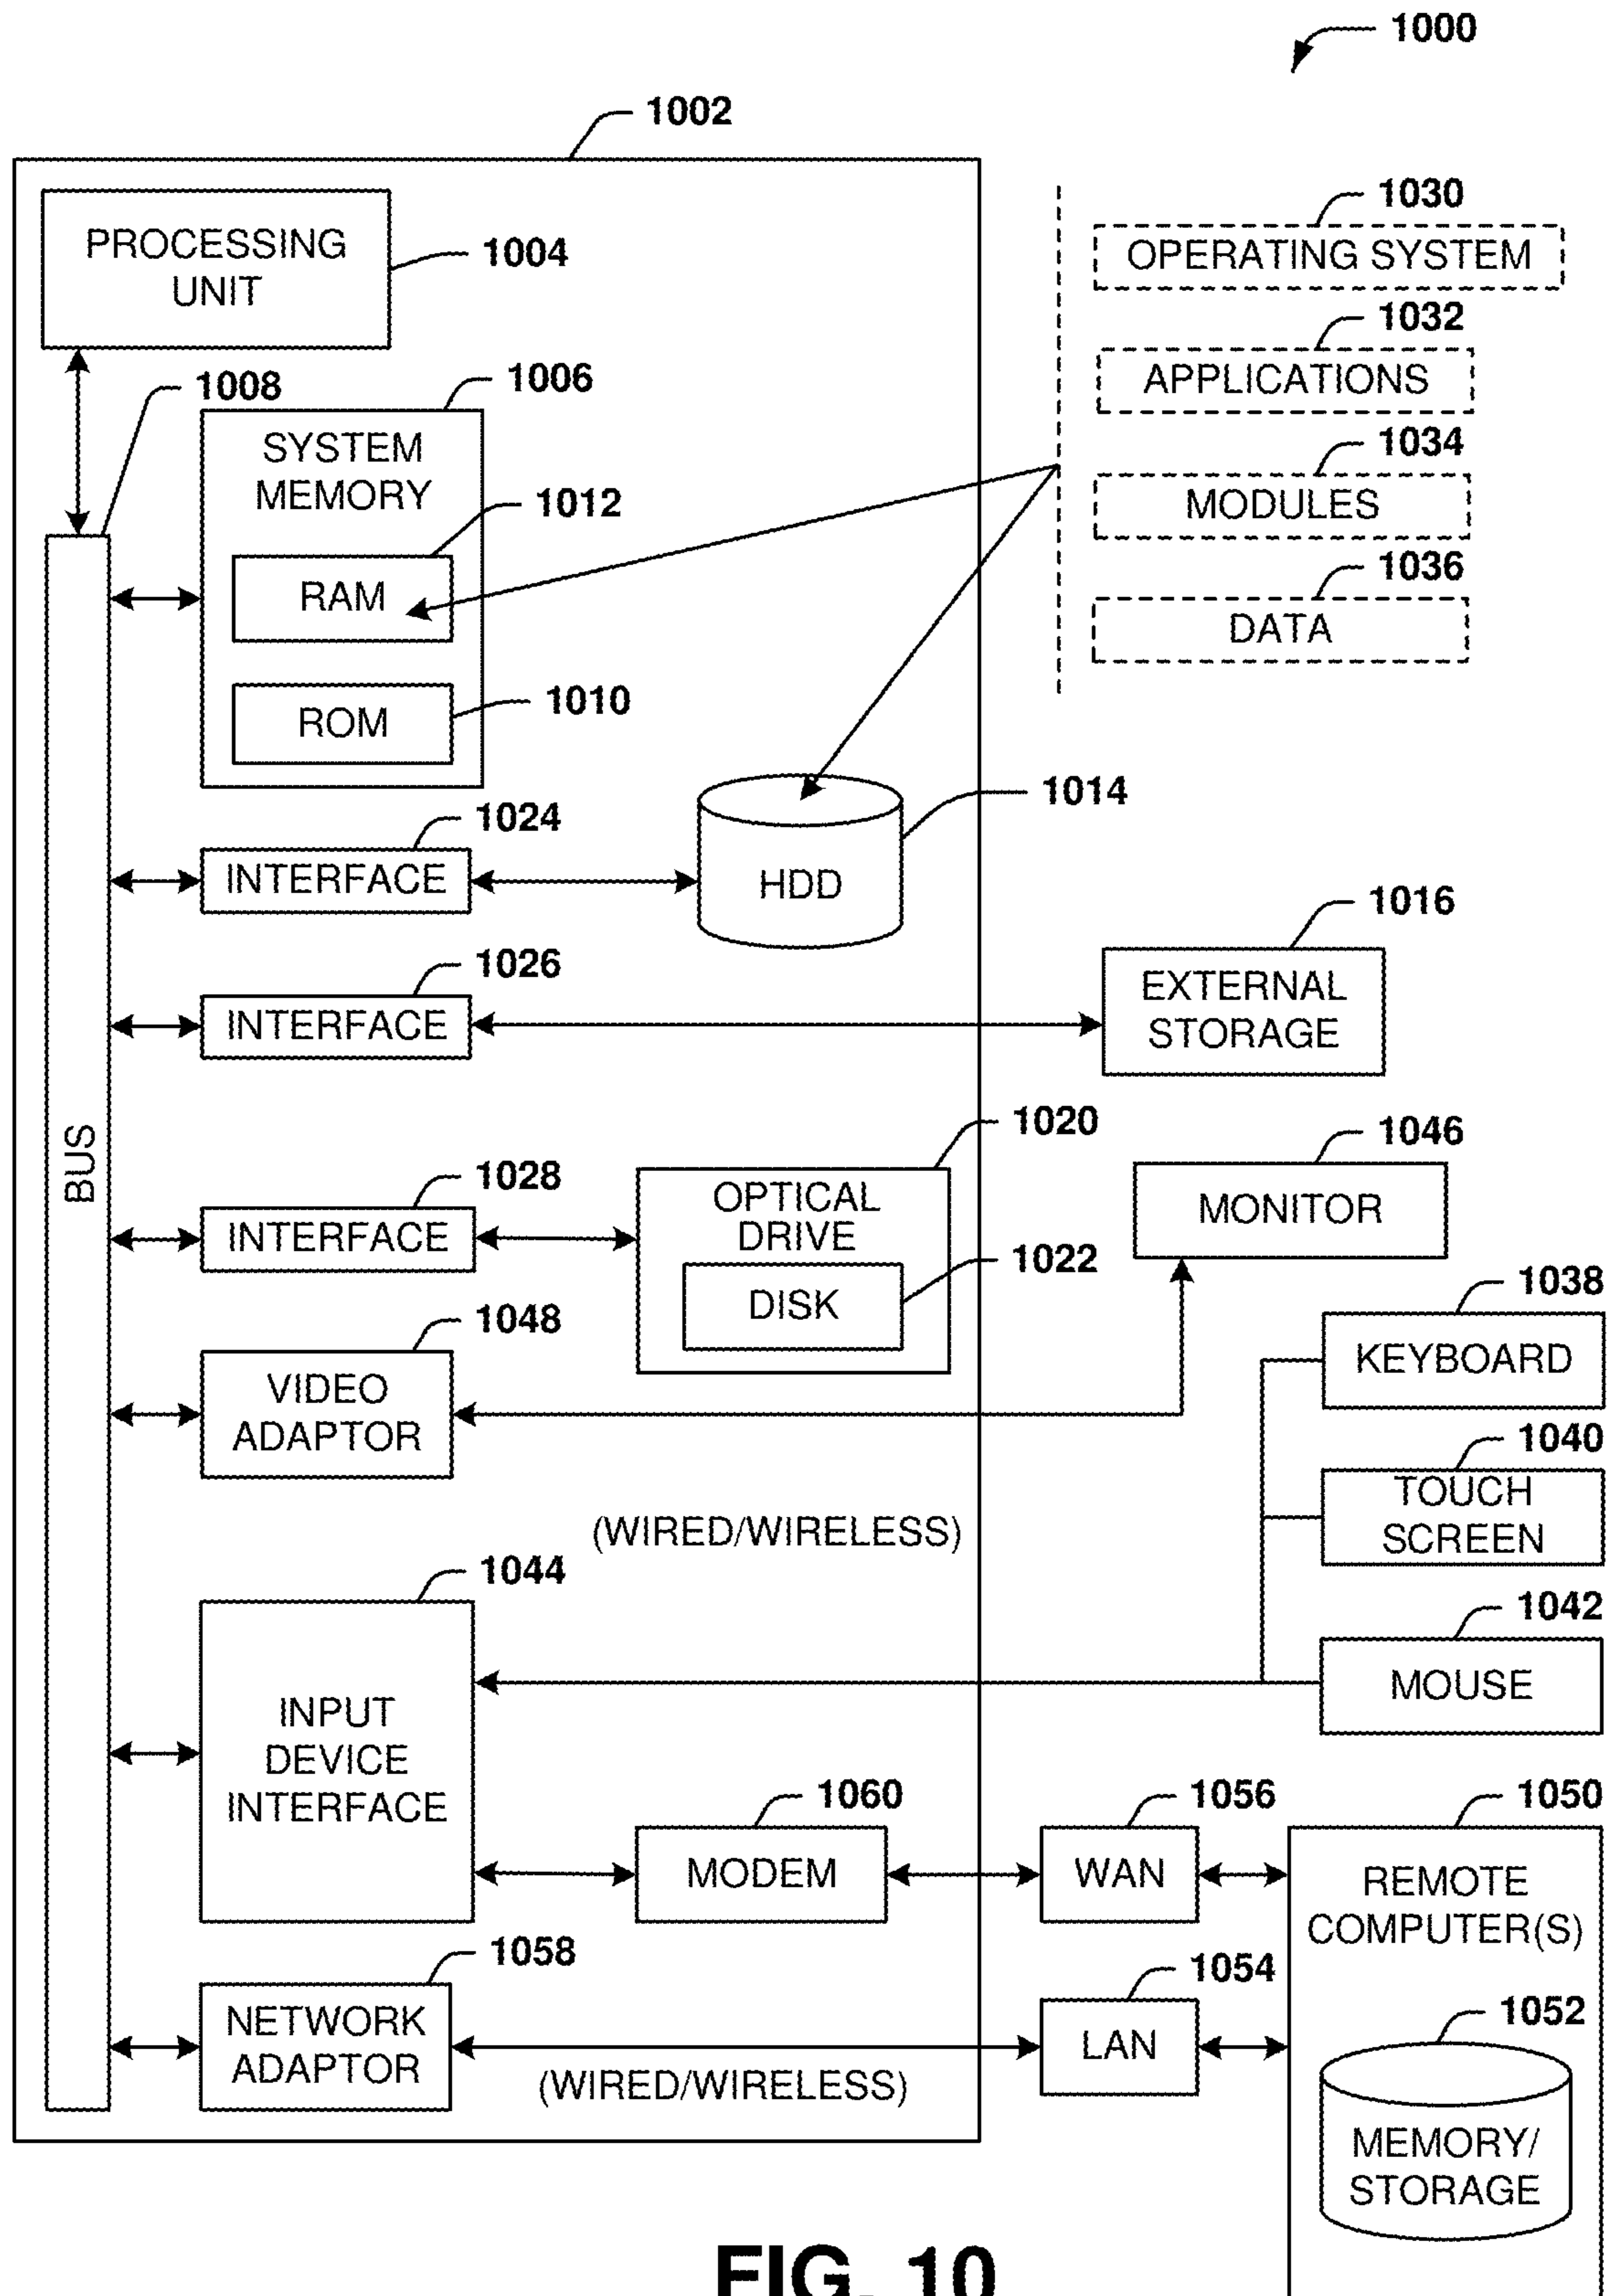 1000
1002
PROCESSING
UNIT
1004
1030
OPERATING SYSTEM
1032
APPLICATIONS
1034
MODULES
1036
DATA
1008
1006
SYSTEM
MEMORY
1012
RAM
1010
ROM
1014
HDD
1024
INTERFACE
1016
EXTERNAL
STORAGE
1026
INTERFACE
BUS
1020
OPTICAL
DRIVE
1022
DISK
1028
INTERFACE
1046
MONITOR
1048
VIDEO
ADAPTOR
1038
KEYBOARD
1040
TOUCH
SCREEN
1042
MOUSE
(WIRED/WIRELESS)
1044
INPUT
DEVICE
INTERFACE
1060
MODEM
1056
WAN
1050
REMOTE
COMPUTER(S)
1058
NETWORK
ADAPTOR
(WIRED/WIRELESS)
1054
LAN
1052
MEMORY/
STORAGE
FIG. 10